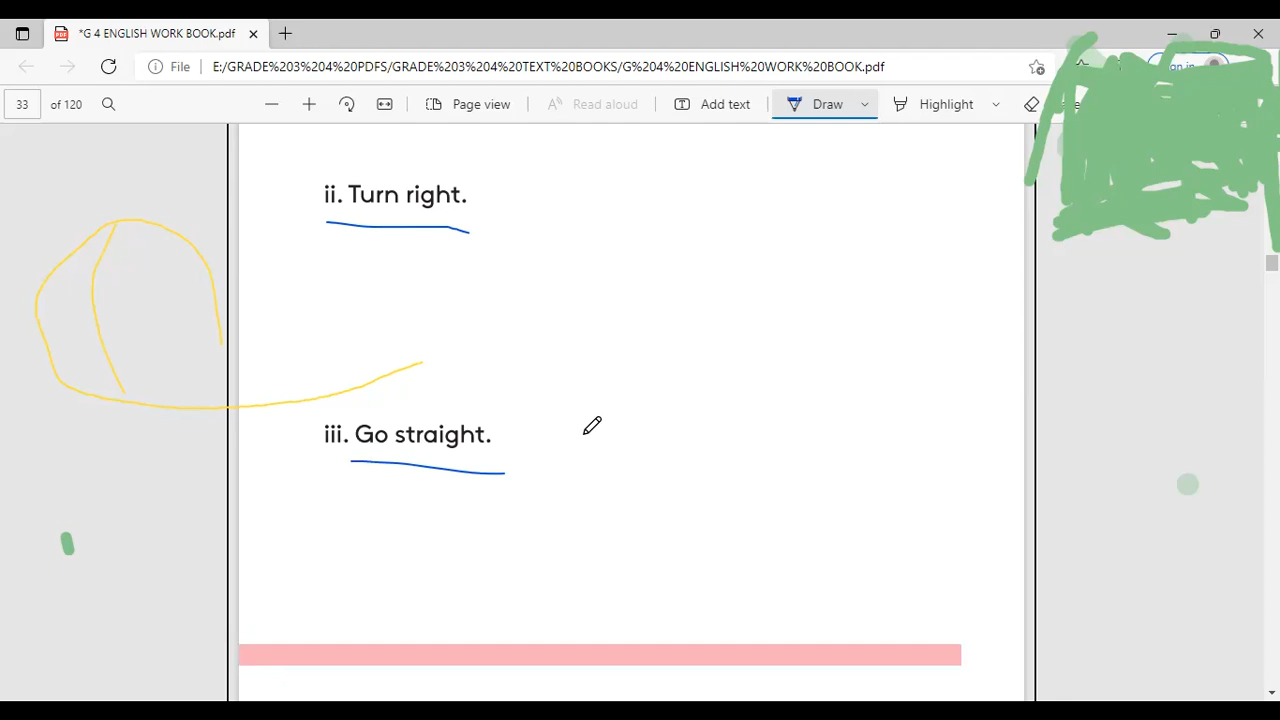 *G 4 ENGLISH WORK BOOK.pdf
File E:/GRADE%203%204%20PDFS/GRADE%204%20TEXT%20BOOKS/G%204%20ENGLISH%20WORK%20BOOK.pdf
33 of 120 Page view Read aloud Add text Draw Highlight
ii. Turn right.
iii. Go straight.